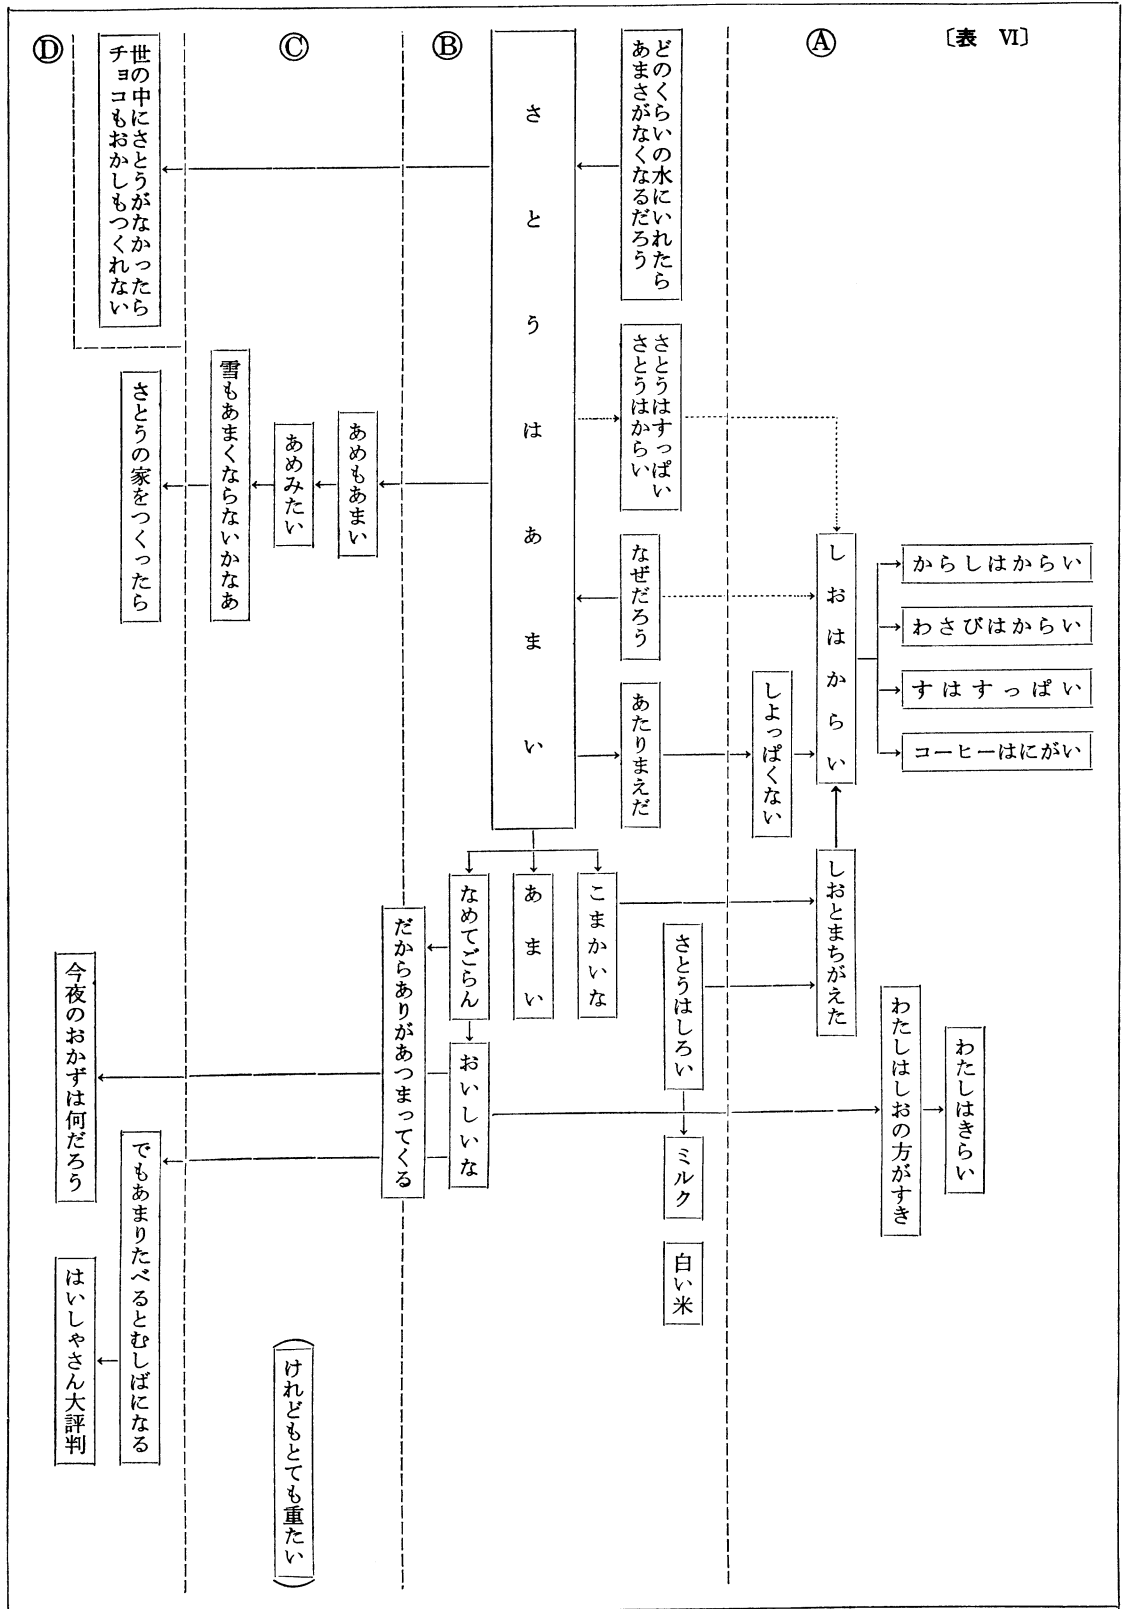 〔表　Ⅵ〕
Ⓐ
からしはからい
わさびはからい
すはすっぱい
コーヒーはにがい
しおはからい
しよっぱくない
しおとまちがえた
わたしはきらい
わたしはしおの方がすき
Ⓑ
どのくらいの水にいれたら
あまさがなくなるだろう
さとうはすっぱい
さとうはからい
なぜだろう
あたりまえだ
さとうはしろい
ミルク
白い米
さとうはあまい
こまかいな
あまい
なめてごらん
おいしいな
だからありがあつまってくる
Ⓒ
あめもあまい
あめみたい
雪もあまくならないかなあ
(けれどもとても重たい)
Ⓓ
世の中にさとうがなかったら
チョコもおかしもつくれない
さとうの家をつくったら
でもあまりたべるとむしばになる
今夜のおかずは何だろう
はいしゃさん大評判